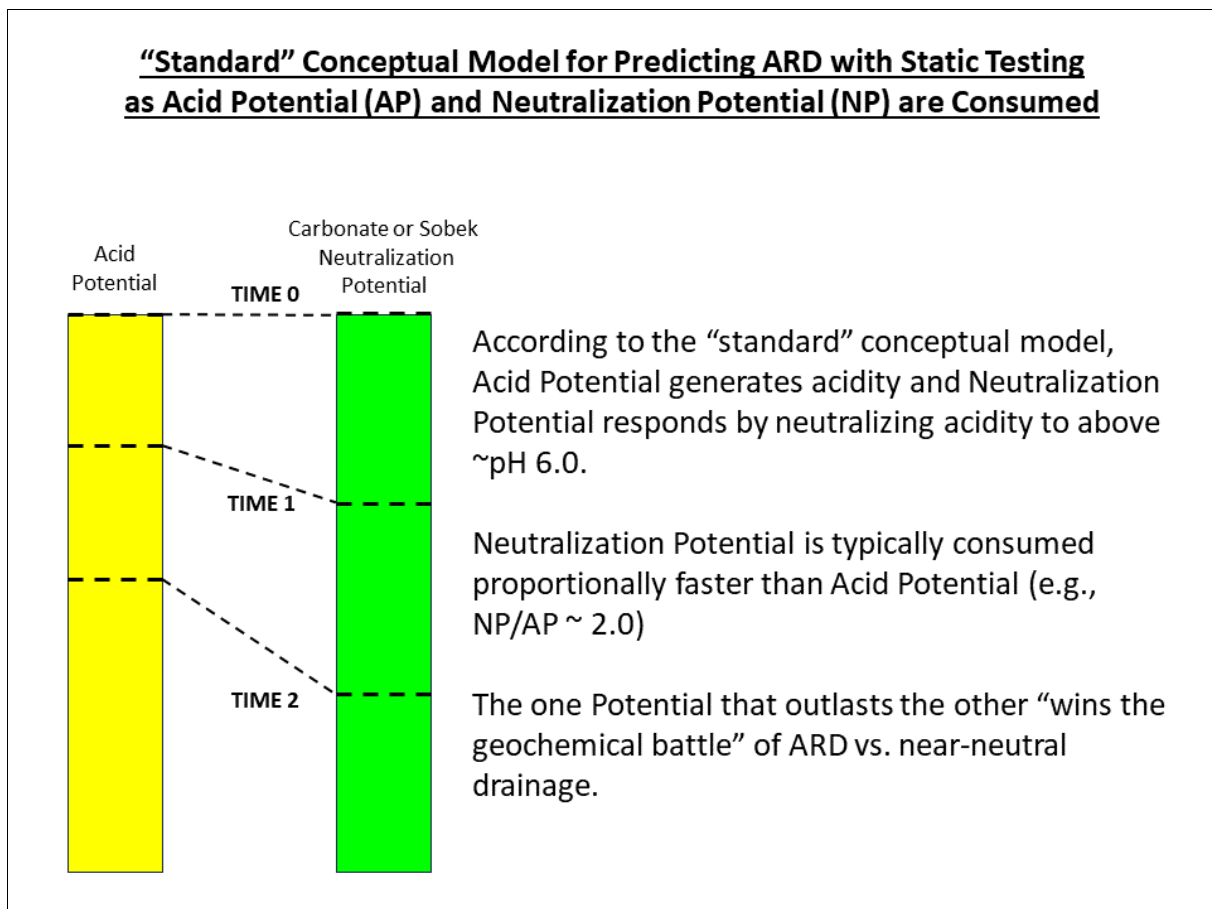 “Standard” Conceptual Model for Predicting ARD with Static Testing
as Acid Potential (AP) and Neutralization Potential (NP) are Consumed
Acid
Potential
Carbonate or Sobek
Neutralization
Potential
TIME 0
According to the “standard” conceptual model,
Acid Potential generates acidity and Neutralization
Potential responds by neutralizing acidity to above
~pH 6.0.
TIME 1
Neutralization Potential is typically consumed
proportionally faster than Acid Potential (e.g.,
NP/AP ~ 2.0)
TIME 2
The one Potential that outlasts the other “wins the
geochemical battle” of ARD vs. near-neutral
drainage.